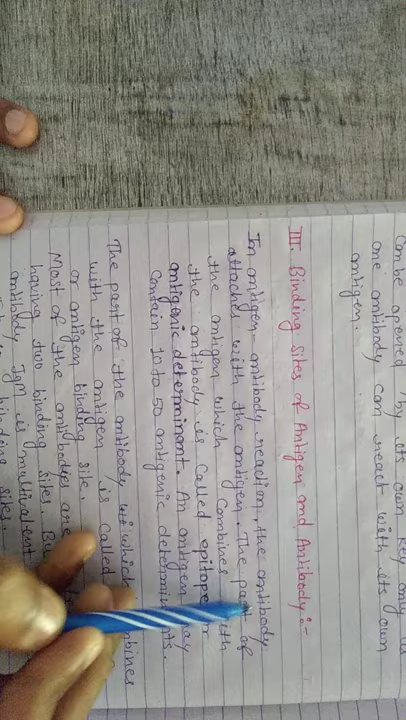 can be opened by its own key only
one antibody can react with its own
antigen.
III. Binding Sites of Antigen and Antibody :-
In antigen-antibody reaction, the antibody
attaches with the antigen. The part of
the antigen which combines with
the antibody is called epitope
antigenic determinant. An antigen may
contain 10 to 50 antigenic determinants.
The part of the antibody which combines
with the antigen is called
or antigen binding site.
Most of the antibodies are
having two binding sites. Bu
antibody IgM is multivalent
binding sites